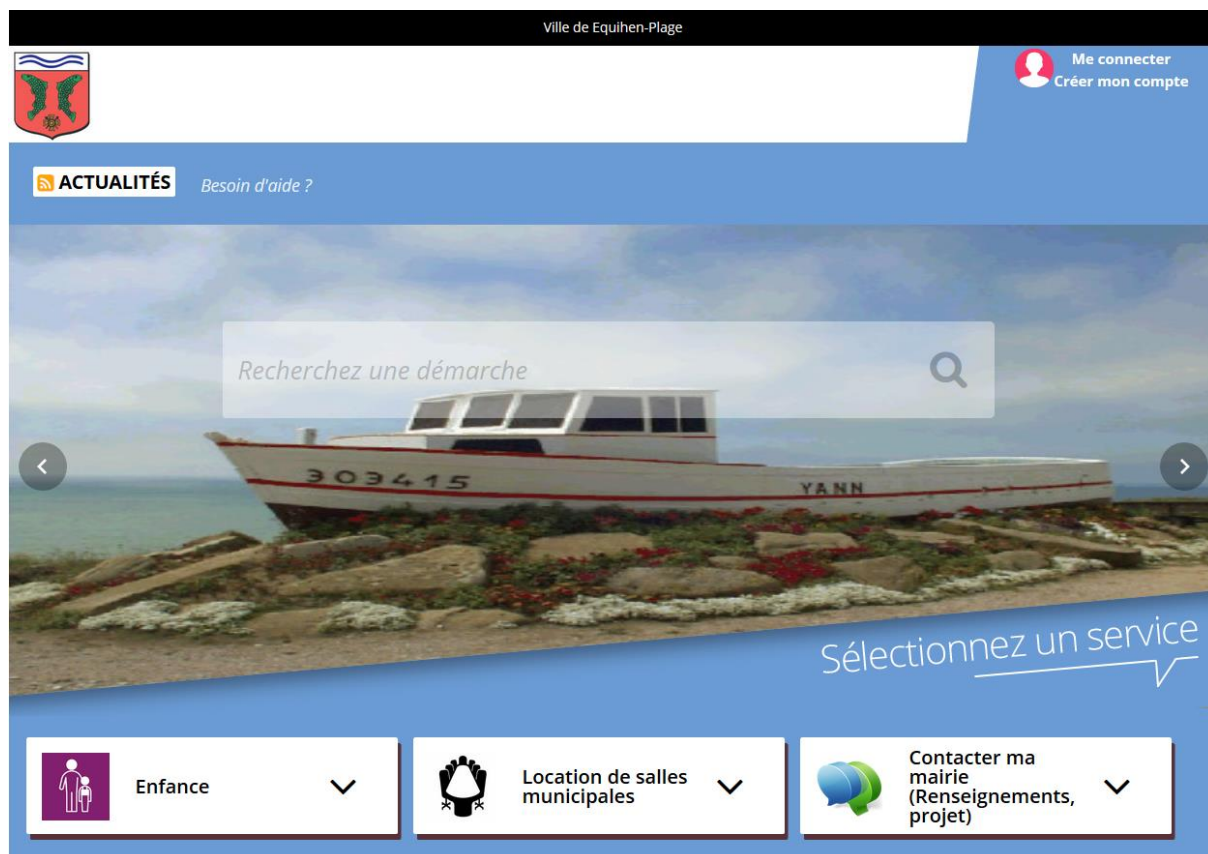 Ville de Equihen-Plage
Me connecter
Créer mon compte
ACTUALITÉS
Besoin d'aide ?
Recherchez une démarche
303415
YANN
Sélectionnez un service
Enfance
Location de salles
municipales
Contacter ma
mairie
(Renseignements,
projet)